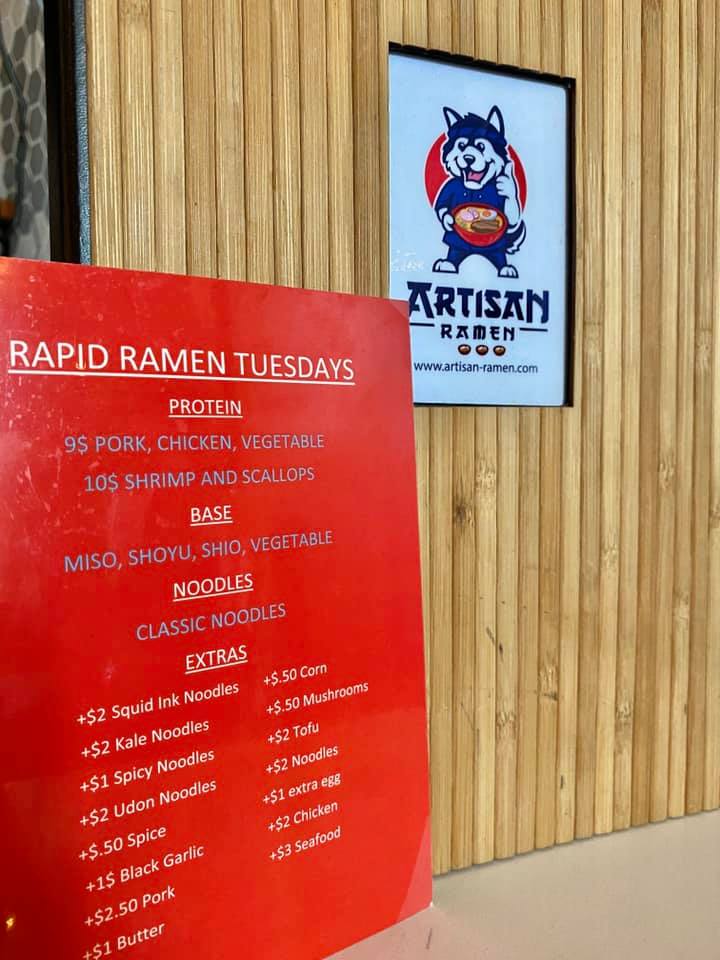 RAPID RAMEN TUESDAYS
PROTEIN
9$ PORK, CHICKEN, VEGETABLE
10$ SHRIMP AND SCALLOPS
BASE
MISO, SHOYU, SHIO, VEGETABLE
NOODLES
CLASSIC NOODLES
EXTRAS
+$2 Squid Ink Noodles
+$2 Kale Noodles
+$1 Spicy Noodles
+$2 Udon Noodles
+$.50 Spice
+1$ Black Garlic
+$2.50 Pork
+$1 Butter
+$.50 Corn
+$.50 Mushrooms
+$2 Tofu
+$2 Noodles
+$1 extra egg
+$2 Chicken
+$3 Seafood
ARTISAN
RAMEN
www.artisan-ramen.com